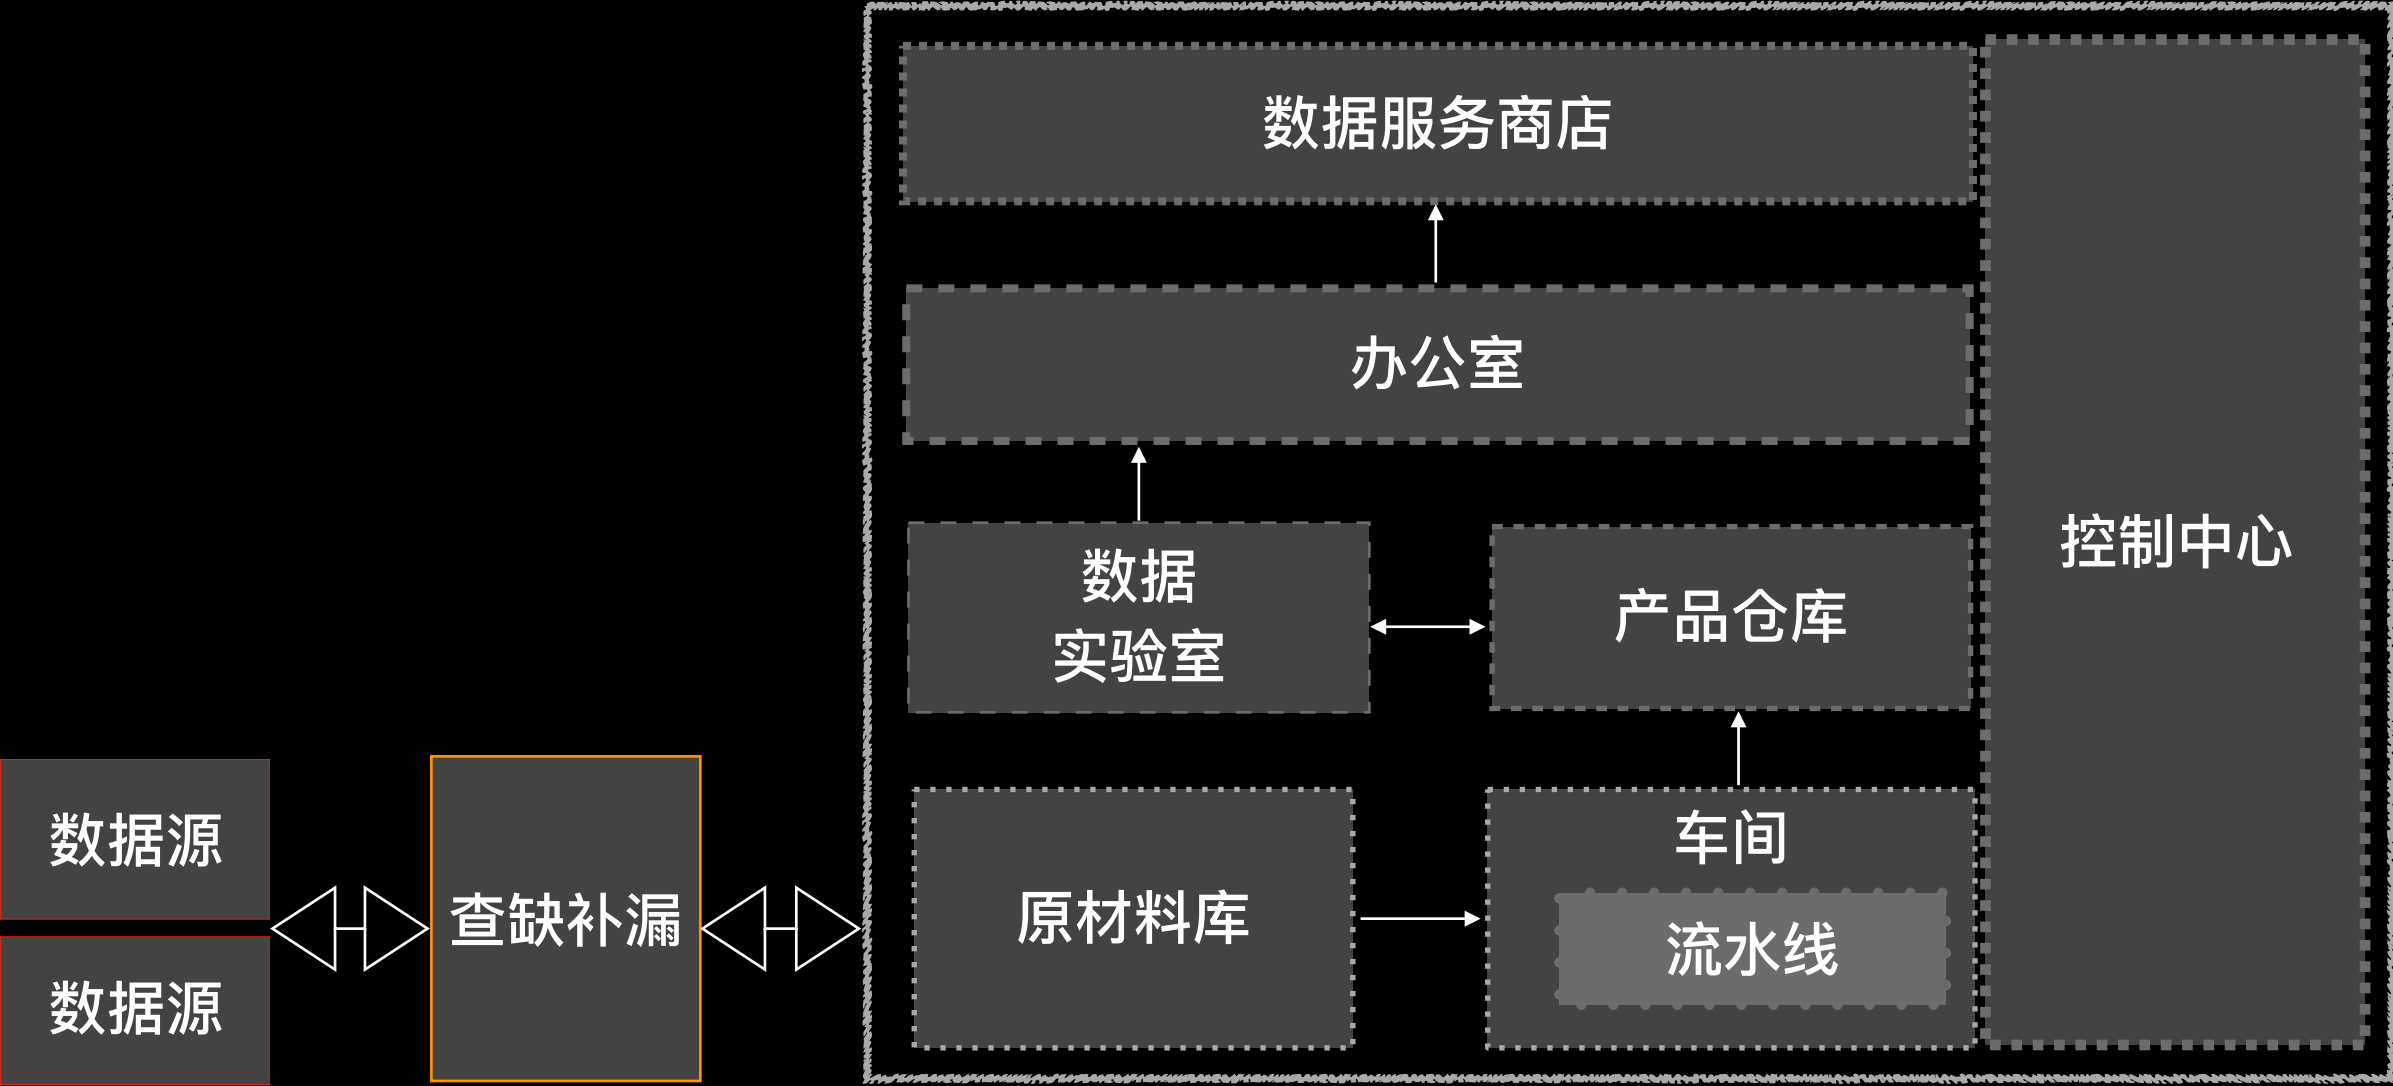 数据服务商店
办公室
控制中心
数据
实验室
产品仓库
数据源
数据源
查缺补漏
原材料库
车间
流水线